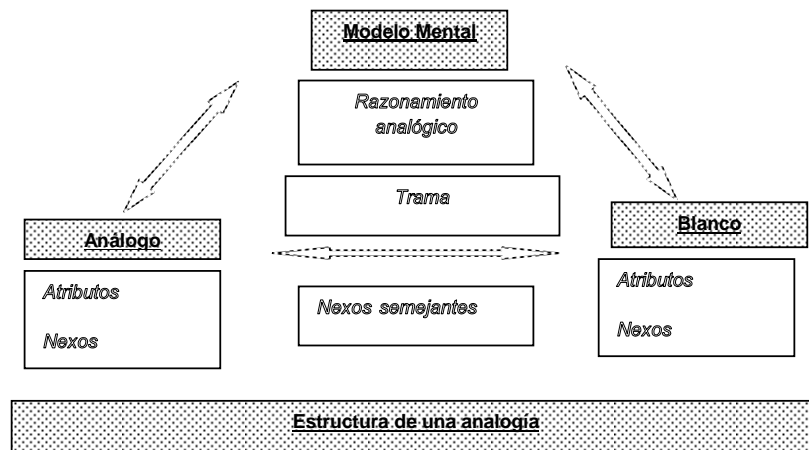 Modelo Mental
Razonamiento
analógico
Trama
Análogo
Blanco
Atributos
Nexos
Nexos semejantes
Atributos
Nexos
Estructura de una analogía